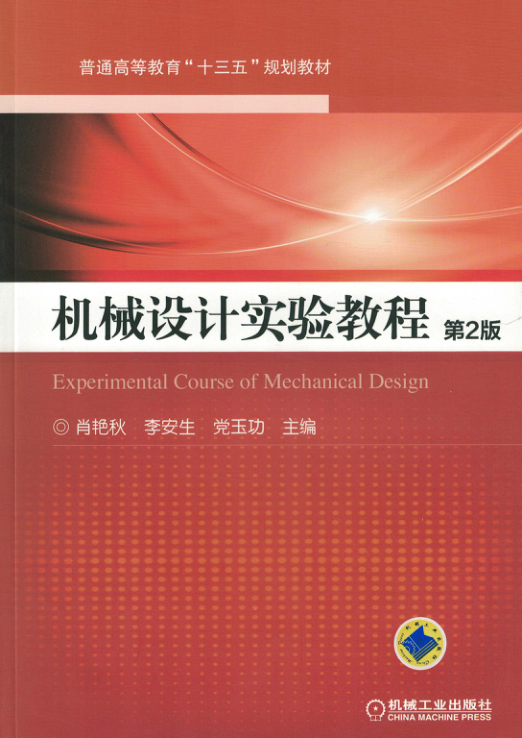 普通高等教育“十三五”规划教材
机械设计实验教程 第2版
Experimental Course of Mechanical Design
◎ 肖艳秋 李安生 党玉功 主编
机械工业出版社
CHINA MACHINE PRESS